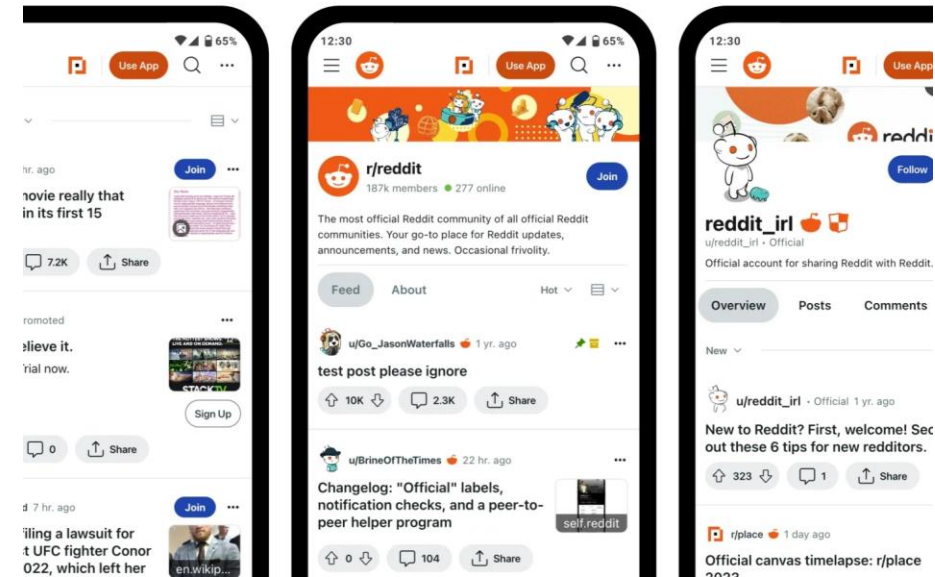 65%
Use App
hr. ago
Join
movie really that
in its first 15
7.2K
Share
romoted
elieve it.
rial now.
STACKTV
Sign Up
0
Share
d 7 hr. ago
Join
filing a lawsuit for
t UFC fighter Conor
022, which left her
en.wikip...
12:30
65%
Use App
r/reddit
187k members
277 online
Join
The most official Reddit community of all official Reddit
communities. Your go-to place for Reddit updates,
announcements, and news. Occasional frivolity.
Feed
About
Hot
u/Go_JasonWaterfalls
1 yr. ago
test post please ignore
10K
2.3K
Share
u/BrineOfTheTimes
22 hr. ago
Changelog: "Official" labels,
notification checks, and a peer-to-
peer helper program
self.reddit
0
104
Share
12:30
Use App
reddi
Follow
reddit_irl
u/reddit_irl • Official
Official account for sharing Reddit with Reddit.
Overview
Posts
Comments
New
u/reddit_irl • Official 1 yr. ago
New to Reddit? First, welcome! Sec
out these 6 tips for new redditors.
323
1
Share
r/place
1 day ago
Official canvas timelapse: r/place
2023